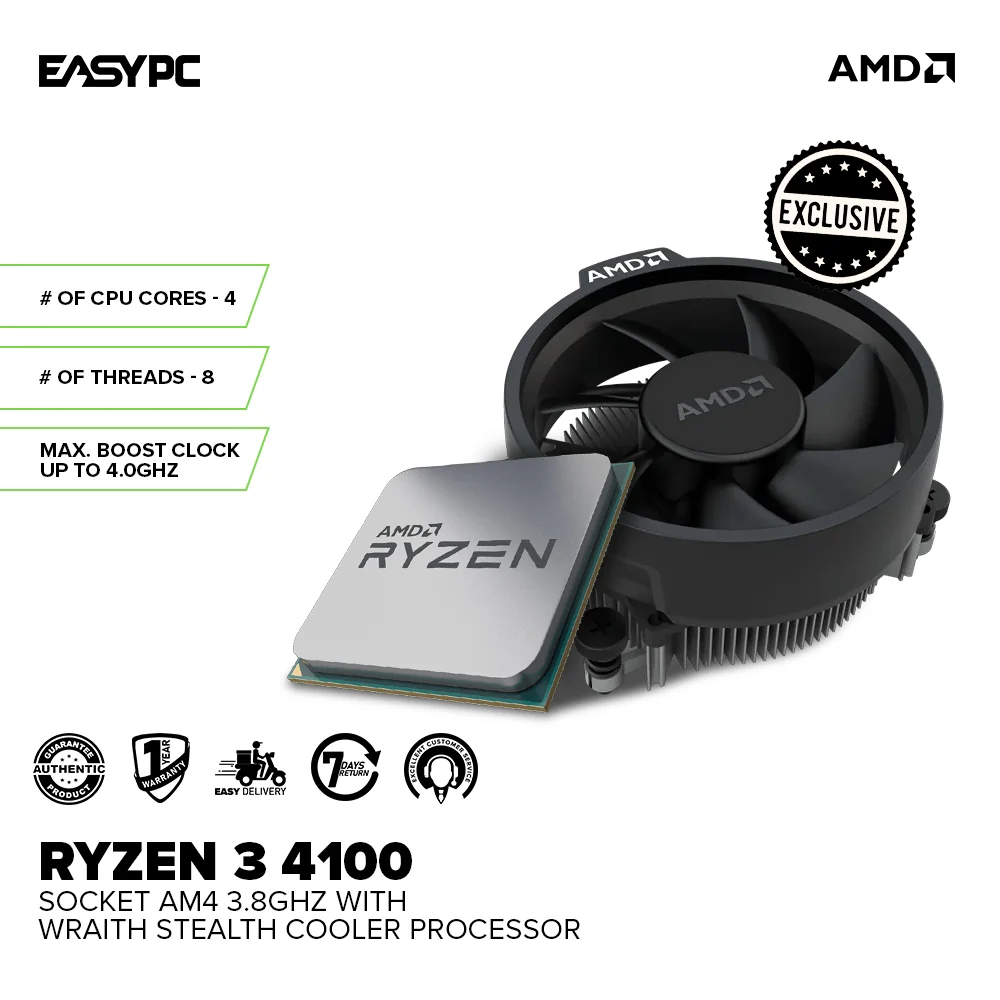 EASYPC
AMD
EXCLUSIVE
# OF CPU CORES - 4
# OF THREADS - 8
MAX. BOOST CLOCK
UP TO 4.0GHZ
AMD
AMD
AMD
RYZEN
GUARANTEE
AUTHENTIC
PRODUCT
1 YEAR
WARRANTY
EASY DELIVERY
7 DAYS
RETURN
EXCELLENT CUSTOMER SERVICE
RYZEN 3 4100
SOCKET AM4 3.8GHZ WITH
WRAITH STEALTH COOLER PROCESSOR